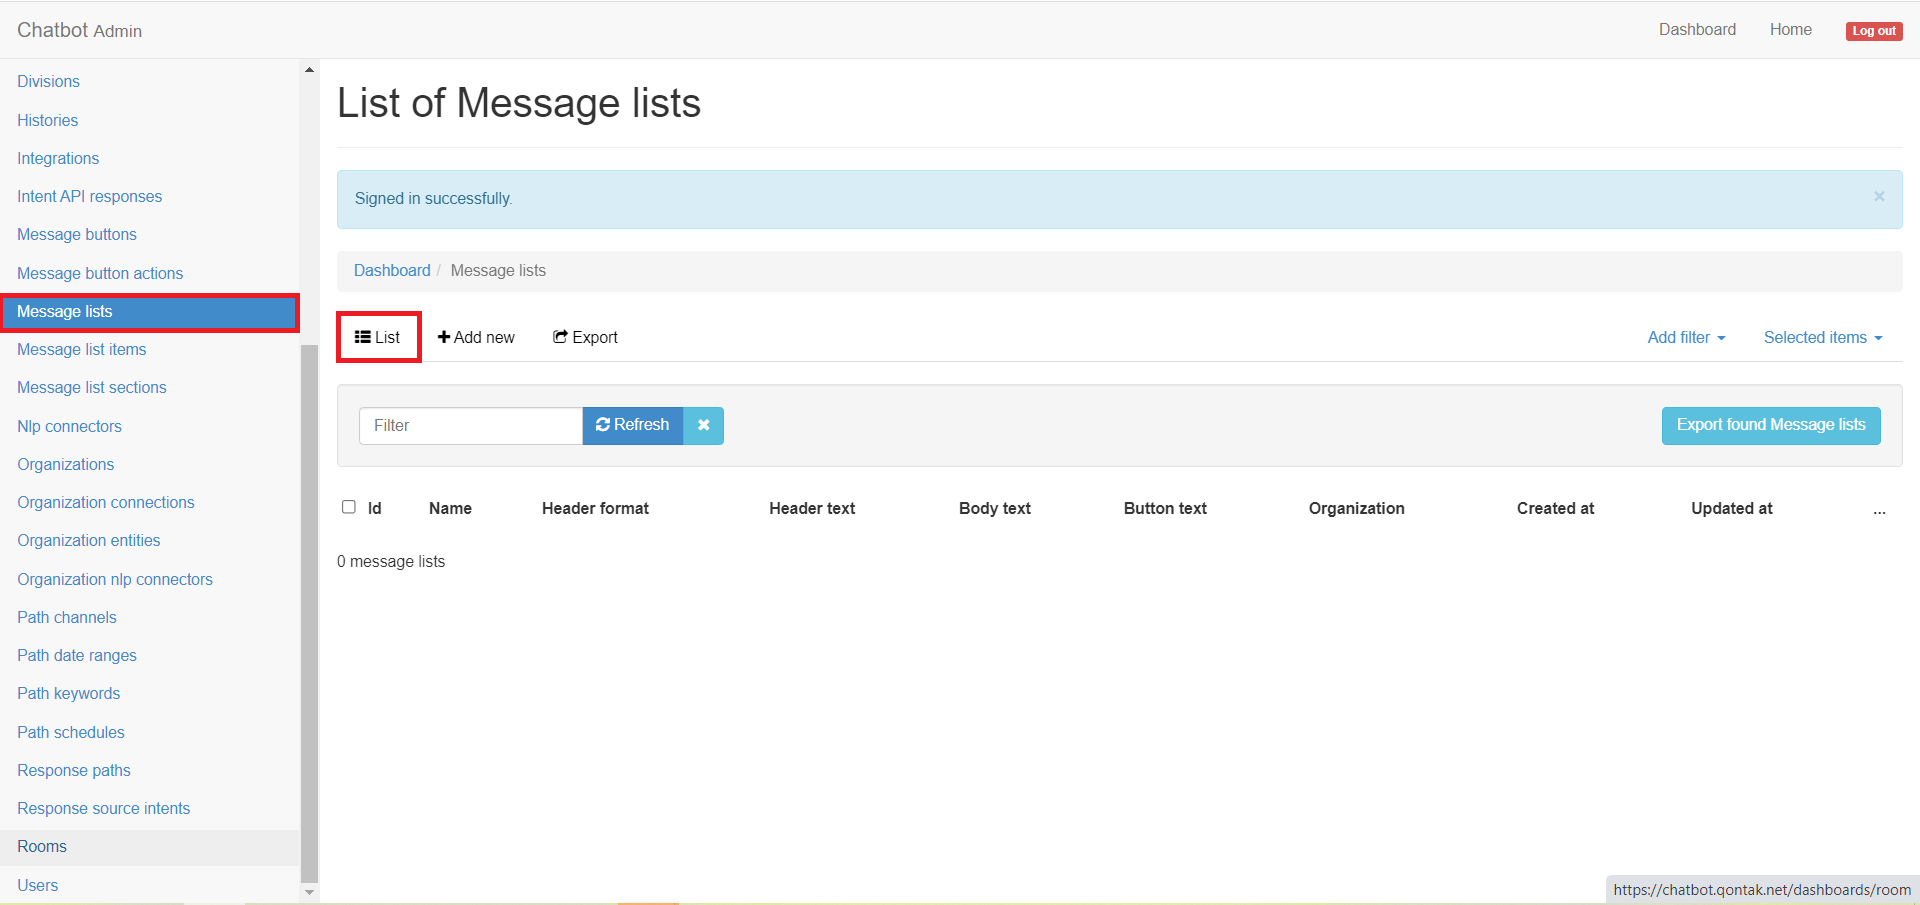 Chatbot Admin
Dashboard
Home
Log out
Divisions
Histories
Integrations
Intent API responses
Message buttons
Message button actions
Message lists
Message list items
Message list sections
Nlp connectors
Organizations
Organization connections
Organization entities
Organization nlp connectors
Path channels
Path date ranges
Path keywords
Path schedules
Response paths
Response source intents
Rooms
Users
List of Message lists
Signed in successfully.
×
Dashboard / Message lists
List
Add new
Export
Add filter
Selected items
Filter
Refresh
Export found Message lists
Id Name Header format Header text Body text Button text Organization Created at Updated at ...
0 message lists
https://chatbot.qontak.net/dashboards/room